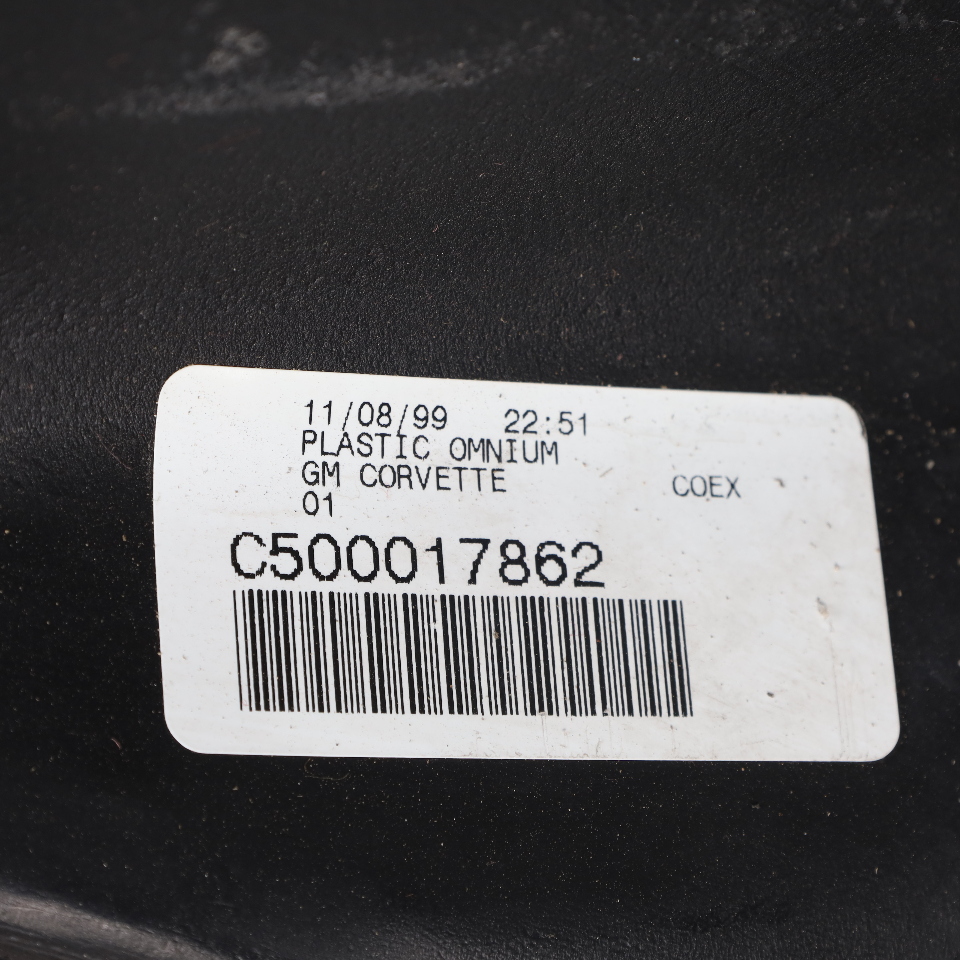 11/08/99 22:51
PLASTIC OMNIUM
GM CORVETTE
COEX
01
C500017862